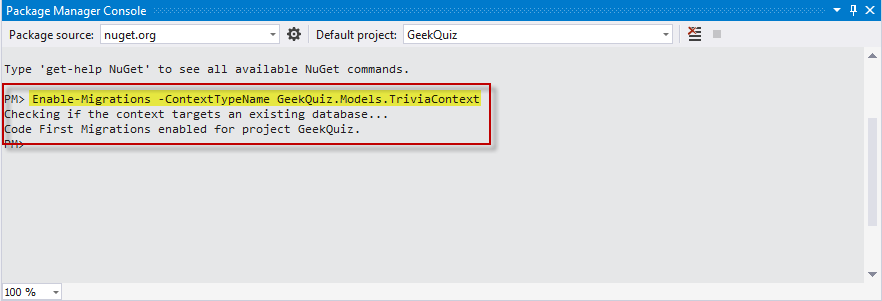 Package Manager Console
Package source: nuget.org Default project: GeekQuiz
Type 'get-help NuGet' to see all available NuGet commands.
PM> Enable-Migrations -ContextTypeName GeekQuiz.Models.TriviaContext
Checking if the context targets an existing database...
Code First Migrations enabled for project GeekQuiz.
PM>
100 %